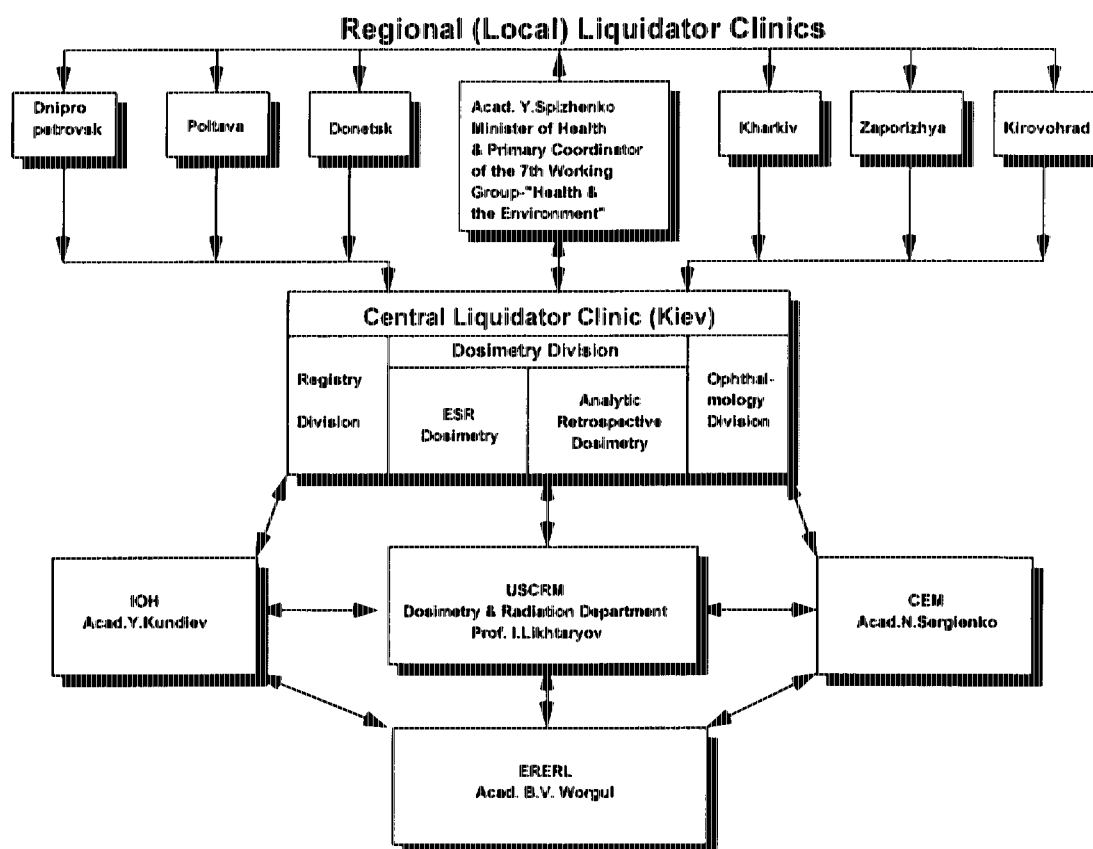 Regional (Local) Liquidator Clinics
Dnipro
petrovsk
Poltava
Donetsk
Acad. Y.Spizhenko
Minister of Health
& Primary Coordinator
of the 7th Working
Group-"Health &
the Environment"
Kharkiv
Zaporizhya
Kirovohrad
Central Liquidator Clinic (Kiev)
Registry
Division
Dosimetry Division
ESR
Dosimetry
Analytic
Retrospective
Dosimetry
Ophthal-
mology
Division
IOH
Acad.Y.Kundiev
USCRM
Dosimetry & Radiation Department
Prof. I.Likhtaryov
CEM
Acad.N.Sergienko
ERERL
Acad. B.V. Worgul